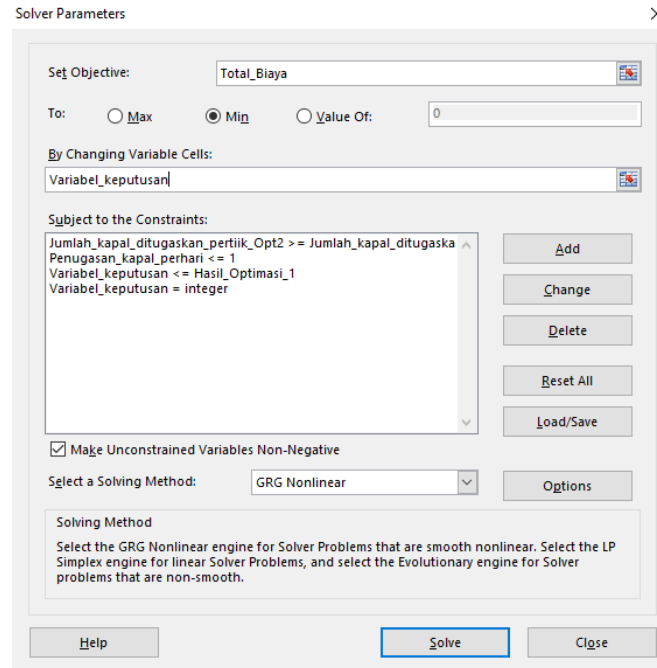 Solver Parameters
Set Objective:
Total_Biaya
To:
Max
Min
Value Of:
0
By Changing Variable Cells:
Variabel_keputusan
Subject to the Constraints:
Jumlah_kapal_ditugaskan_pertiik_Opt2 >= Jumlah_kapal_ditugaska
Penugasan_kapal_perhari <= 1
Variabel_keputusan <= Hasil_Optimasi_1
Variabel_keputusan = integer
Add
Change
Delete
Reset All
Load/Save
Make Unconstrained Variables Non-Negative
Select a Solving Method:
GRG Nonlinear
Options
Solving Method
Select the GRG Nonlinear engine for Solver Problems that are smooth nonlinear. Select the LP
Simplex engine for linear Solver Problems, and select the Evolutionary engine for Solver
problems that are non-smooth.
Help
Solve
Close